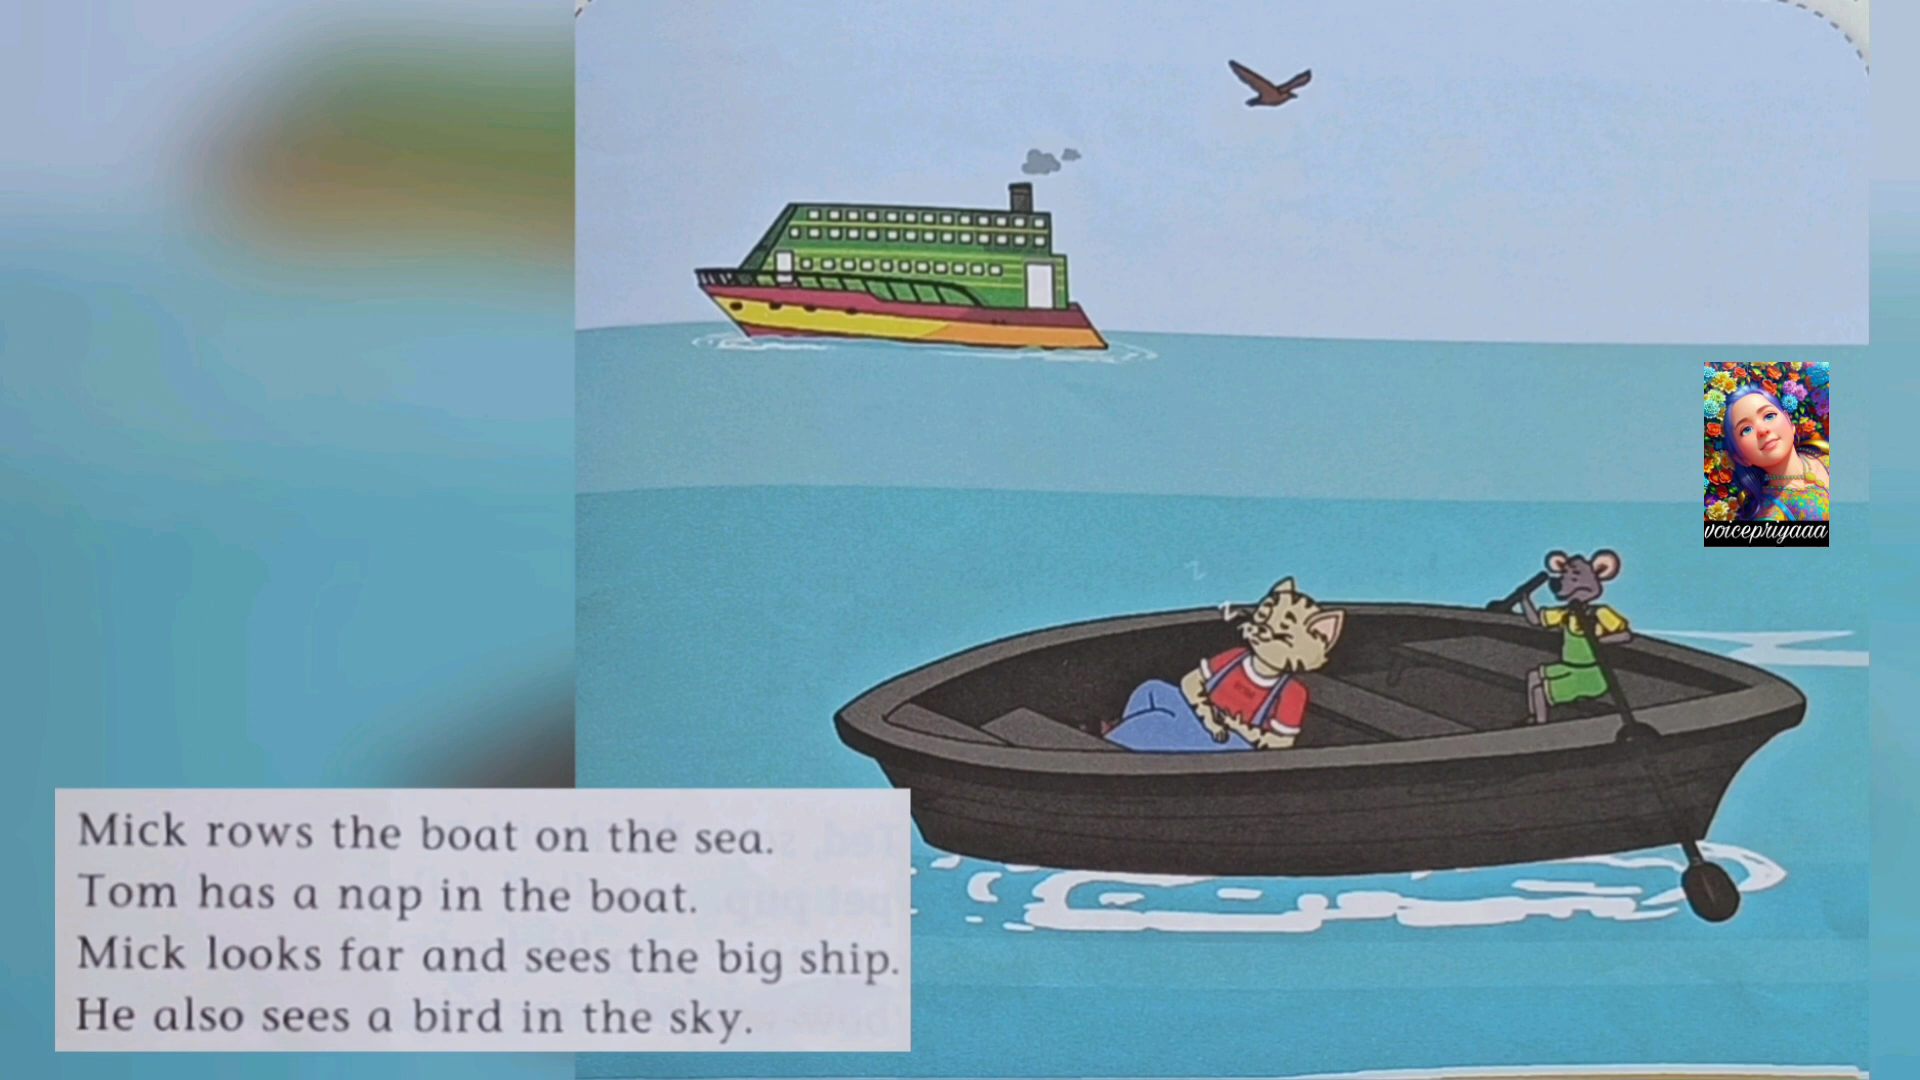 Mick rows the boat on the sea.
Tom has a nap in the boat.
Mick looks far and sees the big ship.
He also sees a bird in the sky.
voicepriyaaa